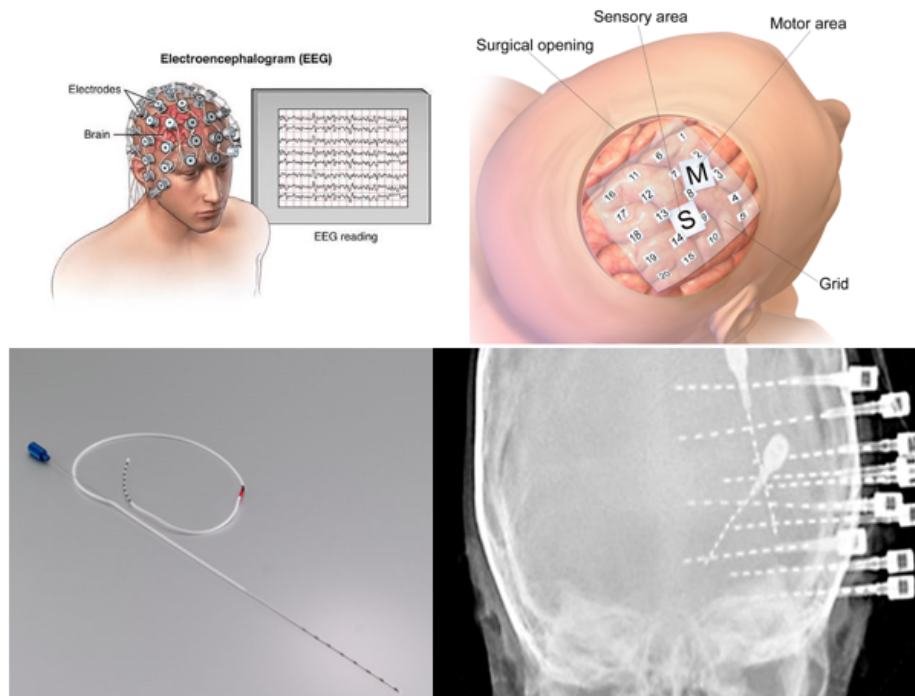 Electroencephalogram (EEG)
Electrodes
Brain
EEG reading
Sensory area
Motor area
Surgical opening
Grid
1
2
3
4
5
6
7
8
9
10
11
12
13
14
15
16
17
18
19
20
M
S